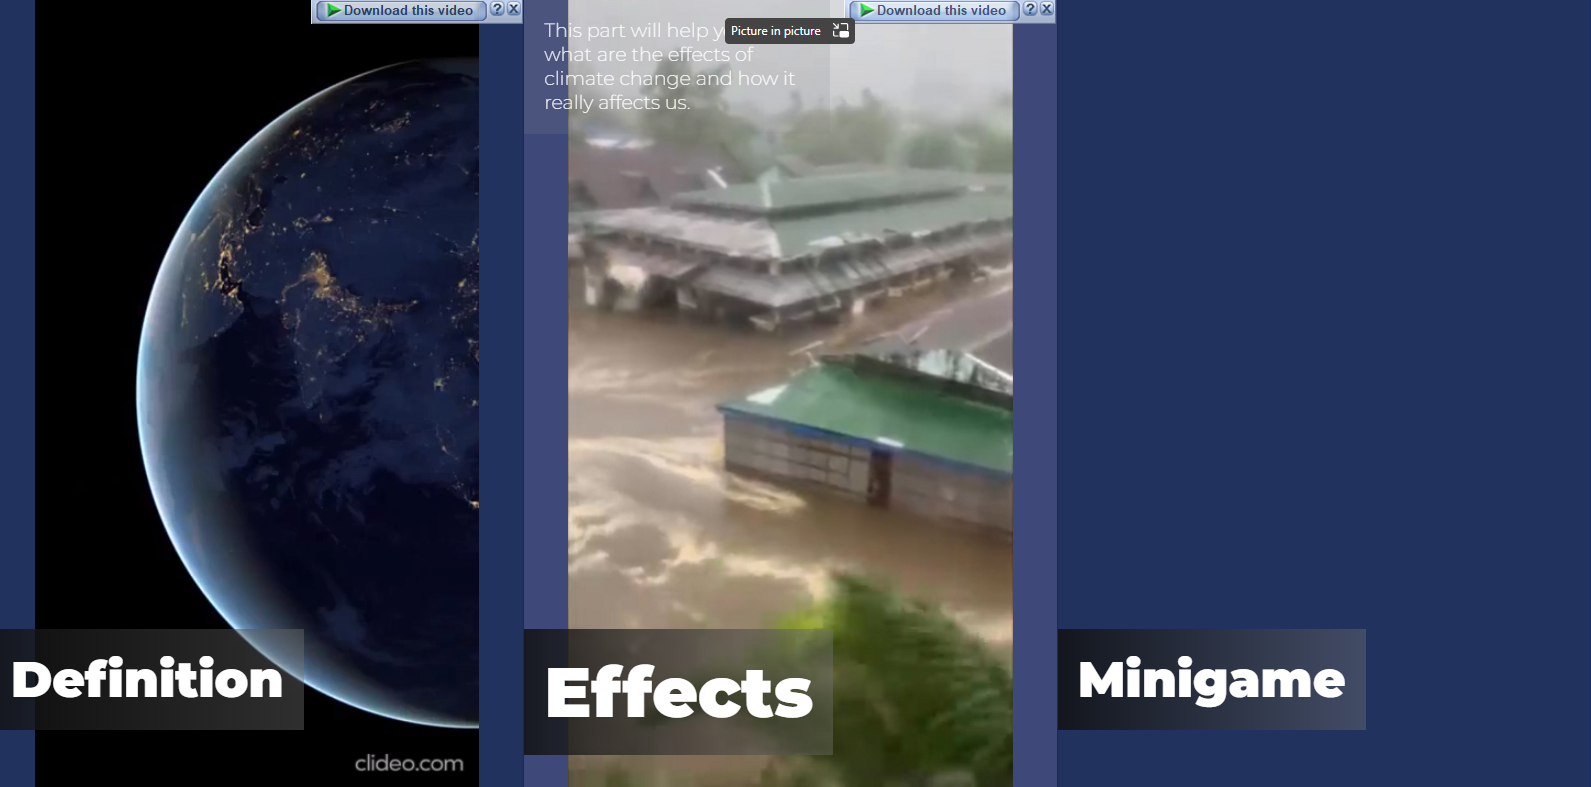 Download this video
?
X
Download this video
?
X
This part will help y
what are the effects of
climate change and how it
really affects us.
Picture in picture
Definition
Effects
Minigame
clideo.com